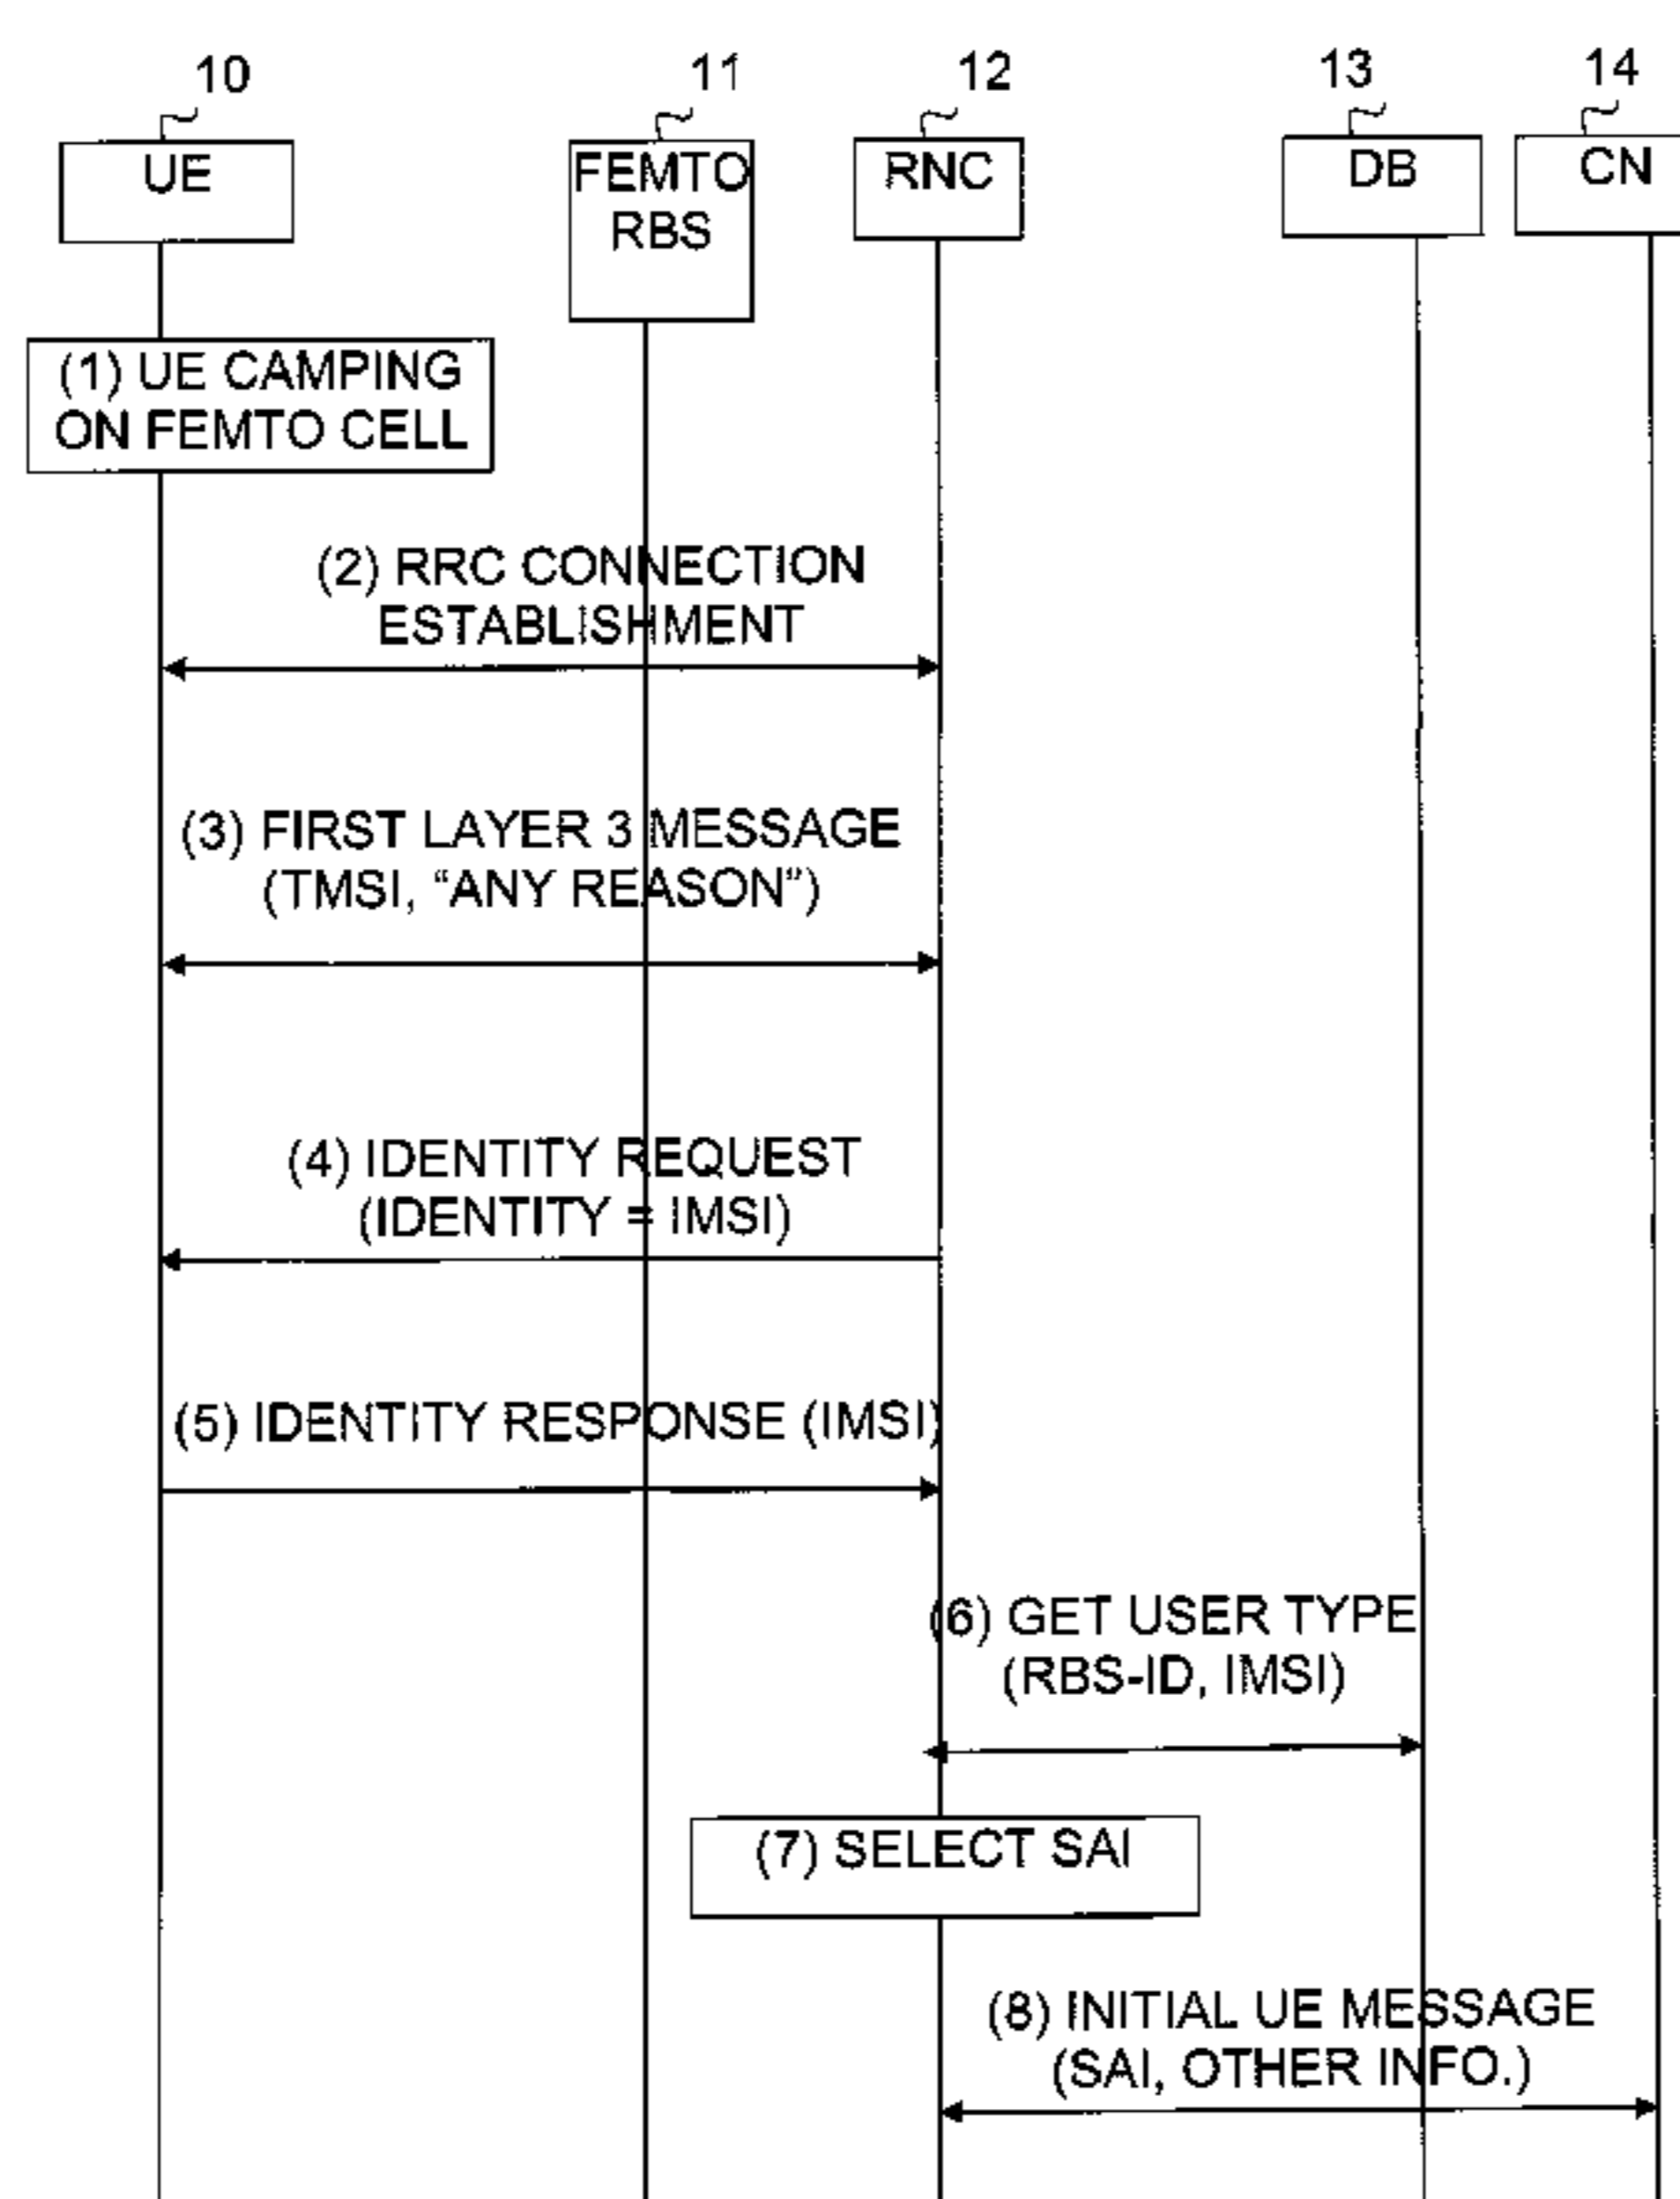 10
11
12
13
14
UE
FEMTO
RBS
RNC
DB
CN
(1) UE CAMPING
ON FEMTO CELL
(2) RRC CONNECTION
ESTABLISHMENT
(3) FIRST LAYER 3 MESSAGE
(TMSI, “ANY REASON”)
(4) IDENTITY REQUEST
(IDENTITY = IMSI)
(5) IDENTITY RESPONSE (IMSI)
(6) GET USER TYPE
(RBS-ID, IMSI)
(7) SELECT SAI
(8) INITIAL UE MESSAGE
(SAI, OTHER INFO.)